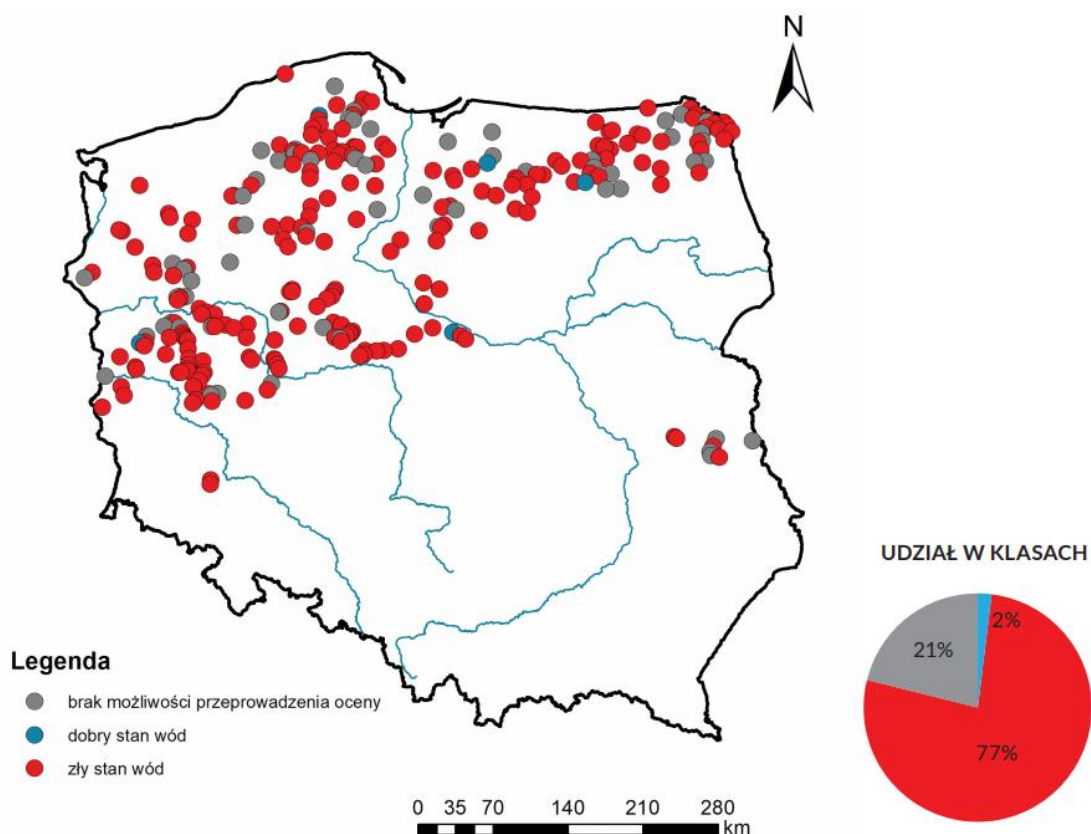 N
UDZIAŁ W KLASACH
2%
21%
77%
Legenda
brak możliwości przeprowadzenia oceny
dobry stan wód
zły stan wód
0 35 70 140 210 280
km